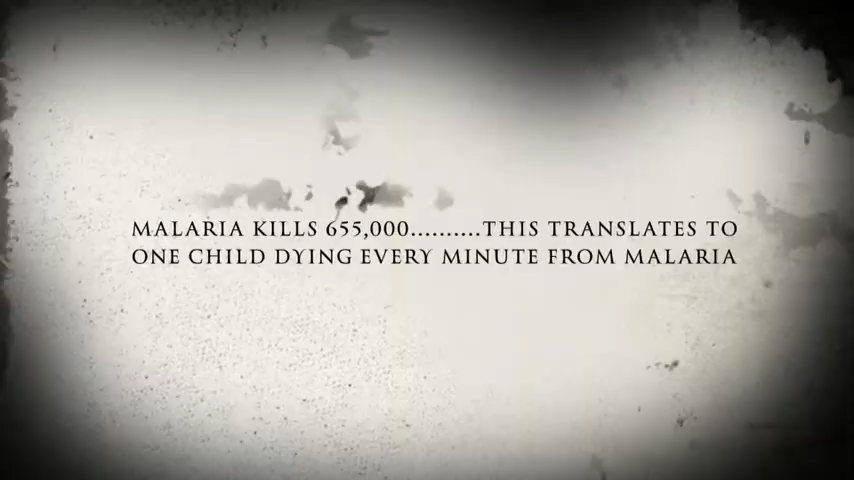 MALARIA KILLS 655,000..........THIS TRANSLATES TO
ONE CHILD DYING EVERY MINUTE FROM MALARIA